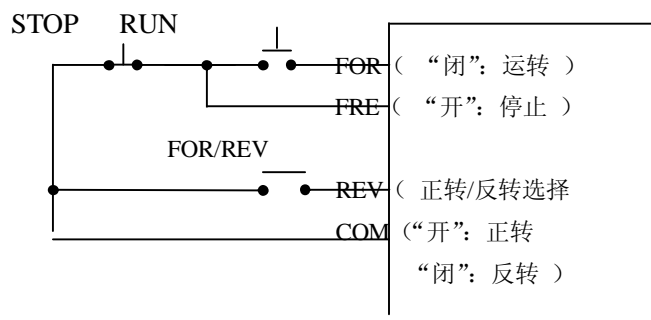 STOP RUN
FOR（ “闭”：运转 ）
FRE（ “开”：停止 ）
FOR/REV
REV（ 正转/反转选择
COM（“开”：正转
“闭”：反转 ）